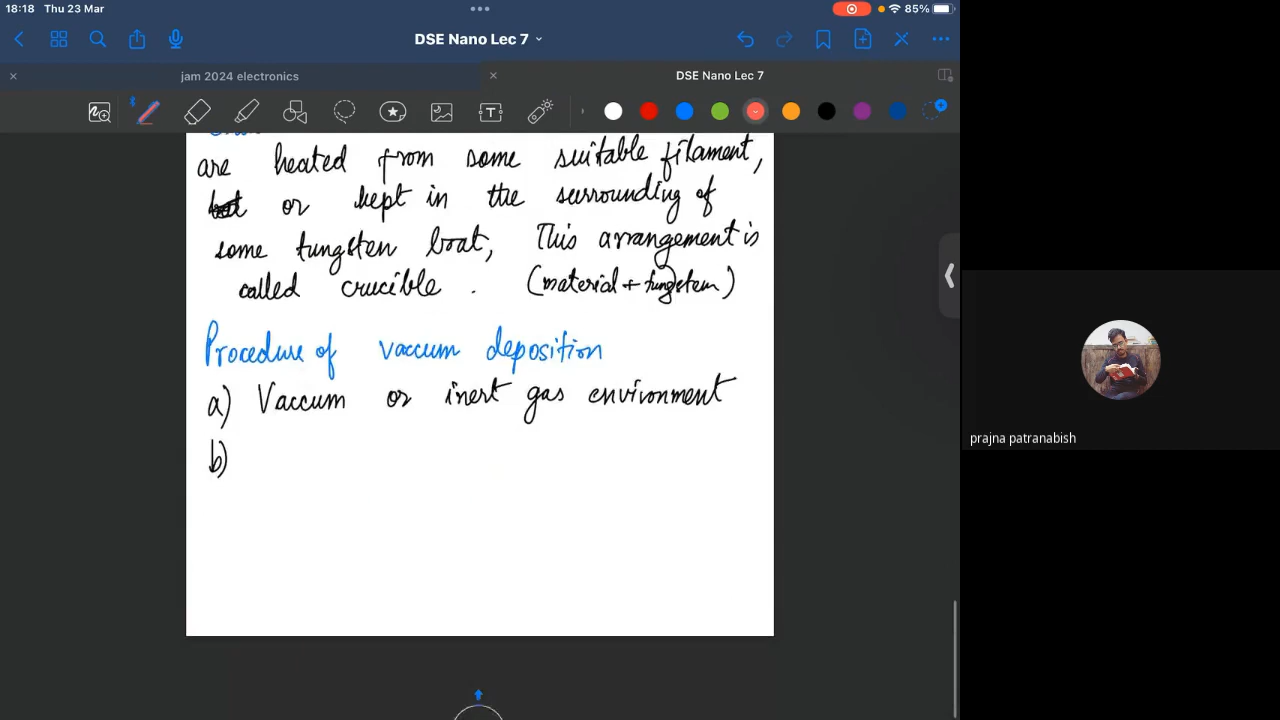 18:18 Thu 23 Mar
85%
DSE Nano Lec 7
jam 2024 electronics
DSE Nano Lec 7
are heated from some suitable filament,
or kept in the surrounding of
some tungsten boat, This arrangement is
called crucible. (material + tungstem)
Procedure of vaccum deposition
a) Vaccum or inert gas environment
b)
prajna patranabish